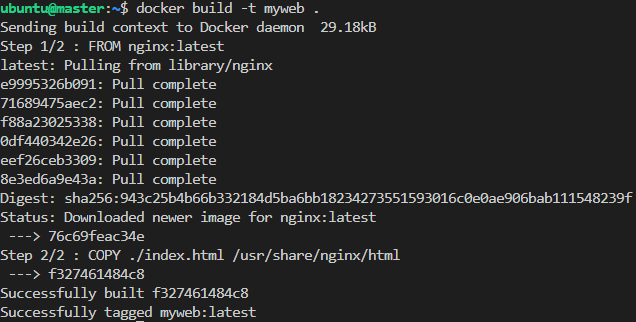 ubuntu@master:~$ docker build -t myweb .
Sending build context to Docker daemon  29.18kB
Step 1/2 : FROM nginx:latest
latest: Pulling from library/nginx
e9995326b091: Pull complete
71689475aec2: Pull complete
f88a23025338: Pull complete
0df440342e26: Pull complete
eef26ceb3309: Pull complete
8e3ed6a9e43a: Pull complete
Digest: sha256:943c25b4b66b332184d5ba6bb18234273551593016c0e0ae906bab111548239f
Status: Downloaded newer image for nginx:latest
 ---> 76c69feac34e
Step 2/2 : COPY ./index.html /usr/share/nginx/html
 ---> f327461484c8
Successfully built f327461484c8
Successfully tagged myweb:latest